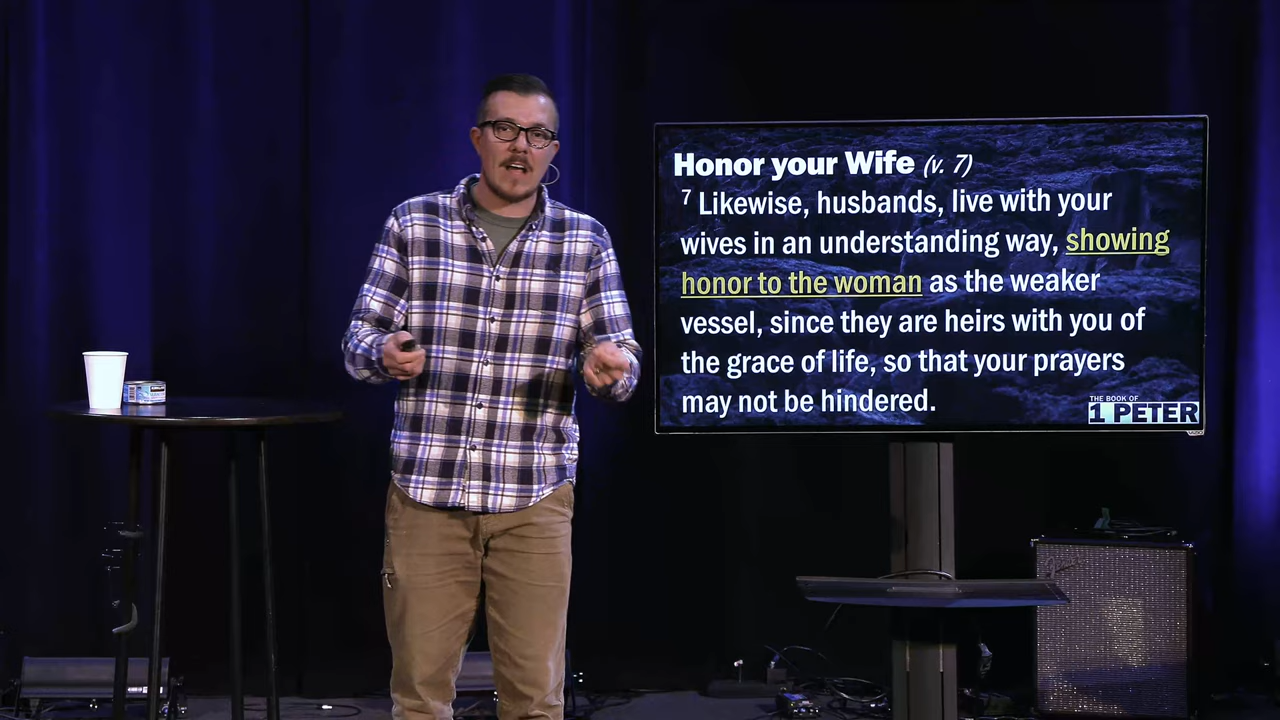 Honor your Wife (v. 7)
7 Likewise, husbands, live with your
wives in an understanding way, showing
honor to the woman as the weaker
vessel, since they are heirs with you of
the grace of life, so that your prayers
may not be hindered.
THE BOOK OF
1 PETER